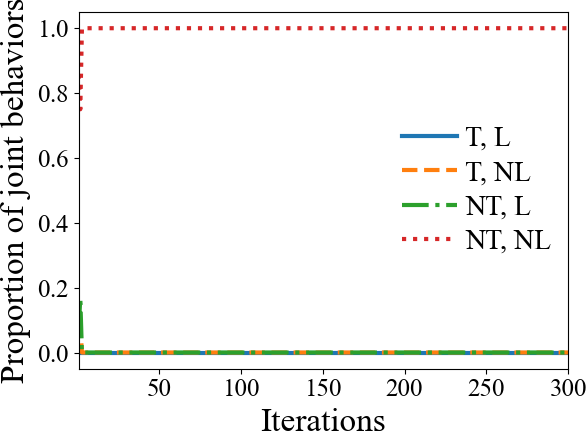 Proportion of joint behaviors
1.0
0.8
0.6
0.4
0.2
0.0
T, L
T, NL
NT, L
NT, NL
50 100 150 200 250 300
Iterations